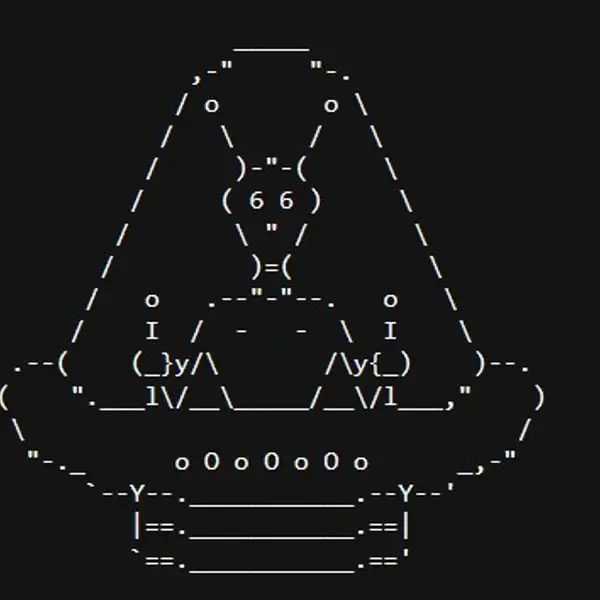 _____
          ,-"     "-.
         / o       o \
        /   \     /   \
       /     )-"-(     \
      /     ( 6 6 )     \
     /       \ " /       \
    /         )=(         \
   /   o   .--"-"--.   o   \
  /    I  /  -   -  \  I    \
.--(    (_}y/\       /\y{_)    )--.
(    ".___l\/__\_____/__\/l___,"    )
 \                                 /
  "-._      o O o O o O o      _,-"
      `--Y--.___________.--Y--'
         |==.___________.==|
         `==.___________.=='